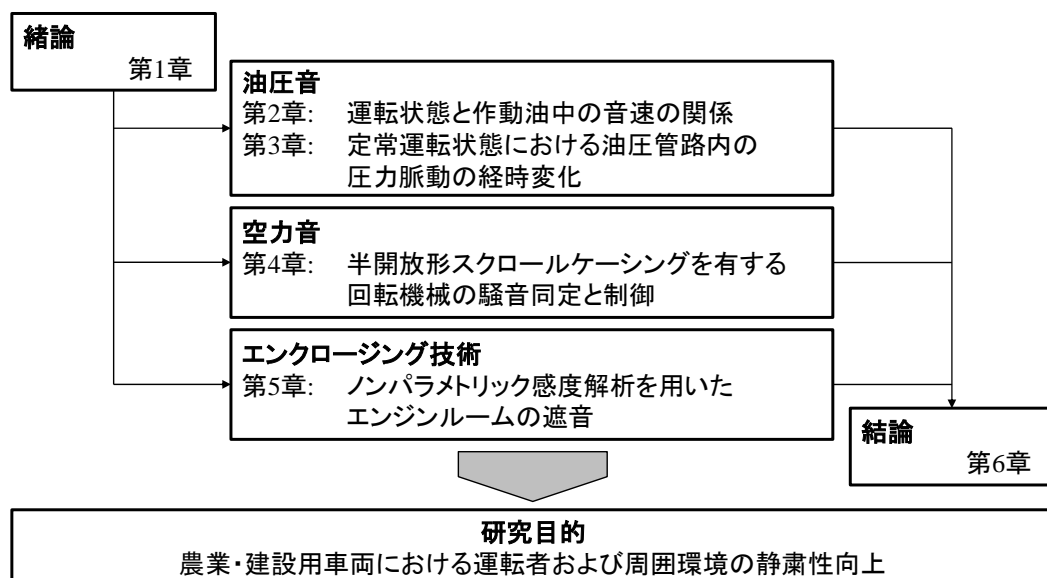 緒論
第1章
油圧音
第2章: 運転状態と作動油中の音速の関係
第3章: 定常運転状態における油圧管路内の
圧力脈動の経時変化
空力音
第4章: 半開放形スクロールケーシングを有する
回転機械の騒音同定と制御
エンクロージング技術
第5章: ノンパラメトリック感度解析を用いた
エンジンルームの遮音
結論
第6章
研究目的
農業・建設用車両における運転者および周囲環境の静粛性向上